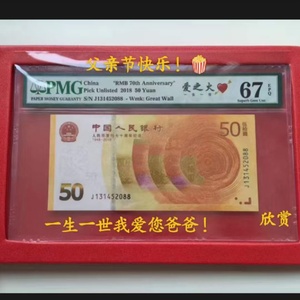 父亲节快乐！
PMG
China "RMB 70th Anniversary"
Pick Unlisted 2018 50 Yuan
S/N J131452088 - Wmk: Great Wall
爱之火
67 EPQ
中国人民银行
50
50
J131452088
一生一世我爱您爸爸！
欣赏